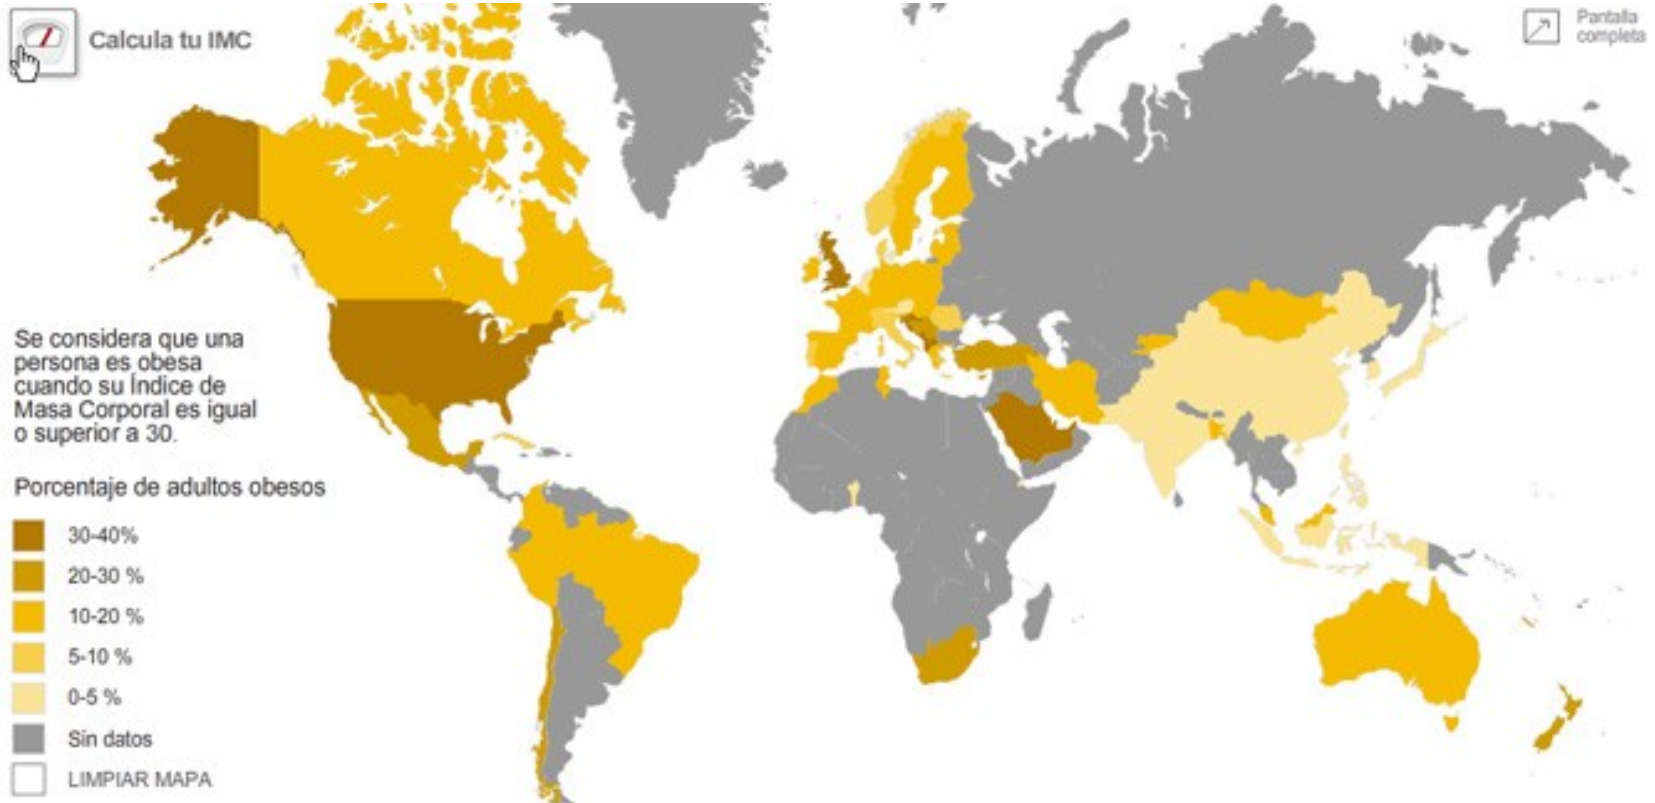 Calcula tu IMC
Pantalla
completa
Se considera que una
persona es obesa
cuando su Índice de
Masa Corporal es igual
o superior a 30.
Porcentaje de adultos obesos
30-40%
20-30 %
10-20 %
5-10 %
0-5 %
Sin datos
LIMPIAR MAPA